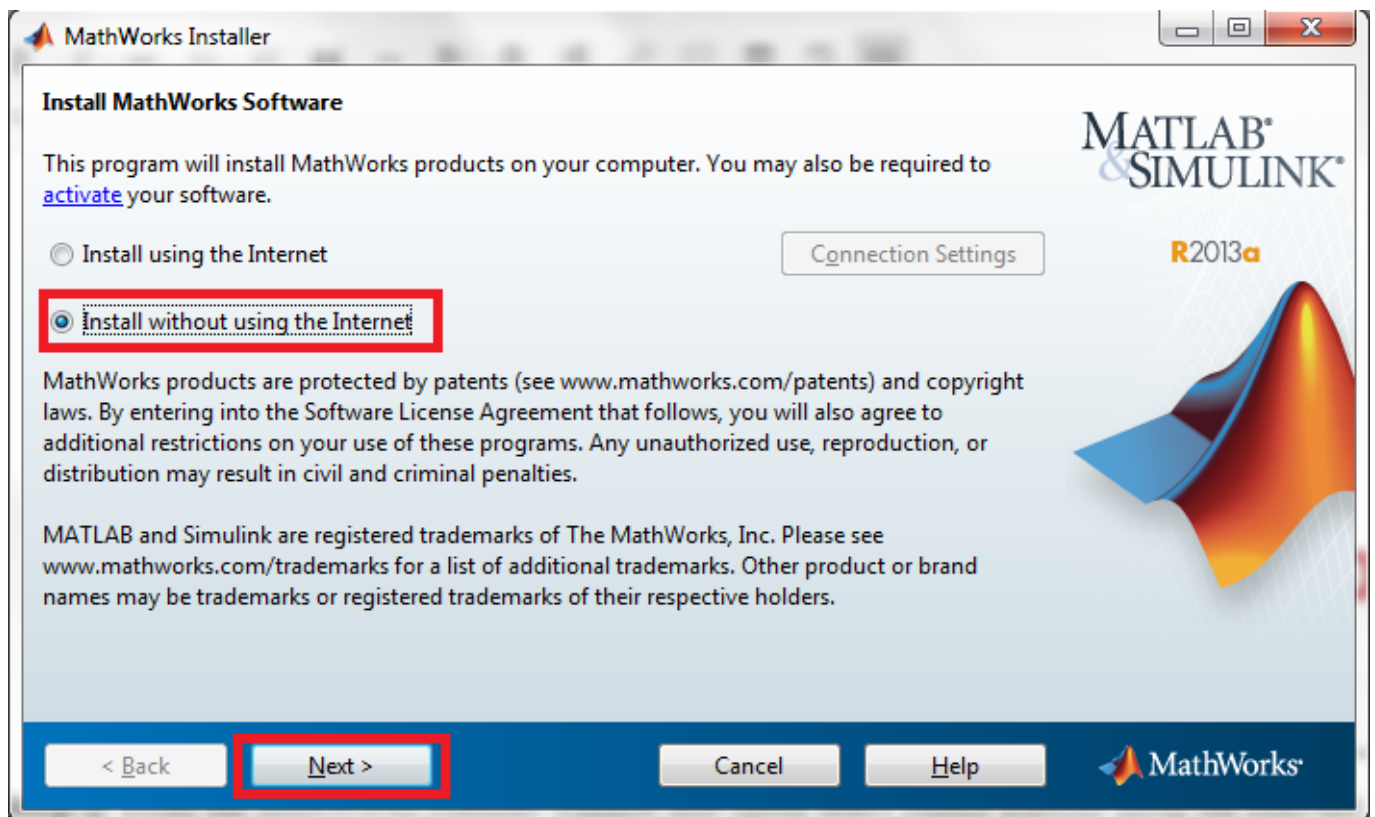 MathWorks Installer
Install MathWorks Software
This program will install MathWorks products on your computer. You may also be required to
activate your software.
Install using the Internet
Connection Settings
Install without using the Internet
MathWorks products are protected by patents (see www.mathworks.com/patents) and copyright
laws. By entering into the Software License Agreement that follows, you will also agree to
additional restrictions on your use of these programs. Any unauthorized use, reproduction, or
distribution may result in civil and criminal penalties.
MATLAB and Simulink are registered trademarks of The MathWorks, Inc. Please see
www.mathworks.com/trademarks for a list of additional trademarks. Other product or brand
names may be trademarks or registered trademarks of their respective holders.
MATLAB®
&SIMULINK®
R2013a
< Back
Next >
Cancel
Help
MathWorks®